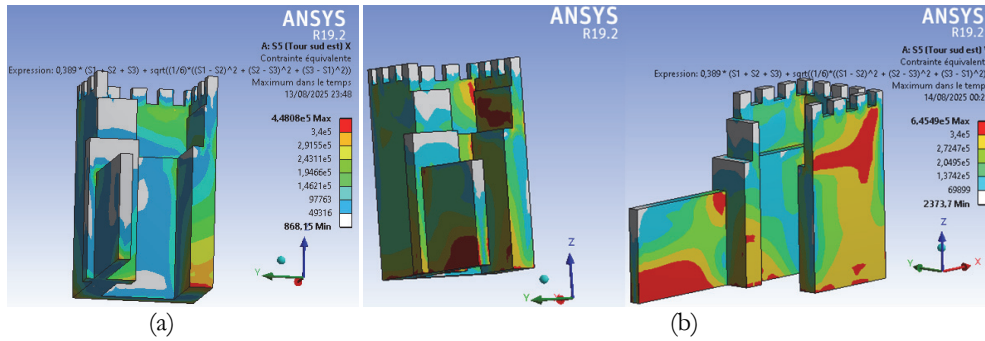 ANSYS
R19.2
A: S5 (Tour sud est) X
Contrainte équivalente
Expression: 0,389 * (S1 + S2 + S3) + sqrt((1/6)*((S1 - S2)^2 + (S2 - S3)^2 + (S3 - S1)^2))
Maximum dans le temps
13/08/2025 23:48
4,4808e5 Max
3,4e5
2,9155e5
2,4311e5
1,9466e5
1,4621e5
97763
49316
868,15 Min
Z
Y
ANSYS
R19.2
Z
Y
X
ANSYS
R19.2
A: S5 (Tour sud est)
Contrainte équivalente
Expression: 0,389 * (S1 + S2 + S3) + sqrt((1/6)*((S1 - S2)^2 + (S2 - S3)^2 + (S3 - S1)^2))
Maximum dans le temps
14/08/2025 00:2
6,4549e5 Max
3,4e5
2,7247e5
2,0495e5
1,3742e5
69899
2373,7 Min
Z
Y
X
(a)
(b)